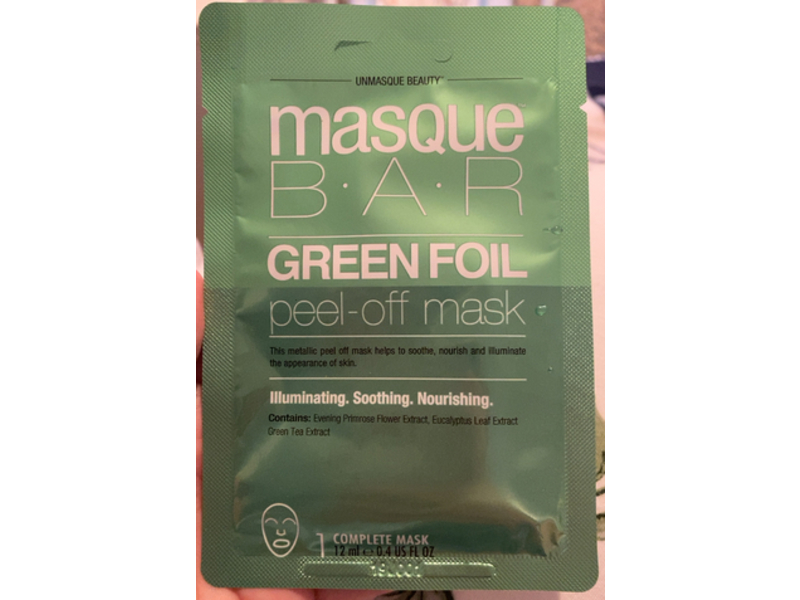 UNMASQUE BEAUTY™
masque™
B·A·R
GREEN FOIL
peel-off mask
This metallic peel off mask helps to soothe, nourish and illuminate
the appearance of skin.
Illuminating. Soothing. Nourishing.
Contains: Evening Primrose Flower Extract, Eucalyptus Leaf Extract
Green Tea Extract
1 COMPLETE MASK
12 ml e · 0.4 US FL OZ